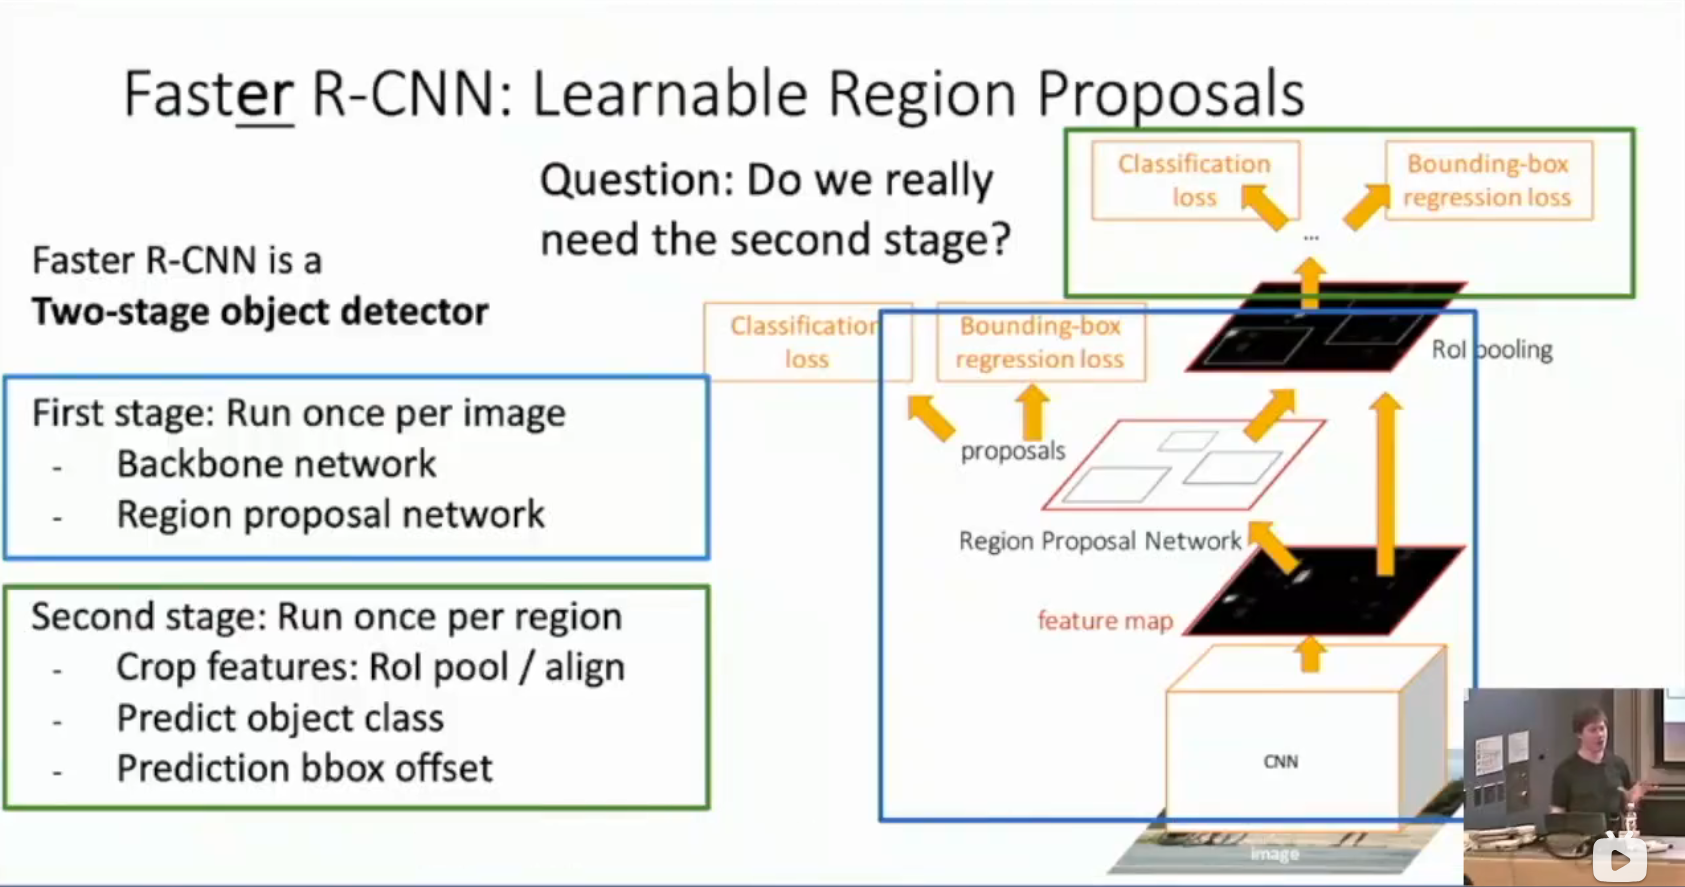 Faster R-CNN: Learnable Region Proposals
Question: Do we really
need the second stage?
Faster R-CNN is a
Two-stage object detector
First stage: Run once per image
- Backbone network
- Region proposal network
Second stage: Run once per region
- Crop features: RoI pool / align
- Predict object class
- Prediction bbox offset
Classification
loss
Bounding-box
regression loss
...
Classification
loss
Bounding-box
regression loss
RoI pooling
proposals
Region Proposal Network
feature map
CNN
image